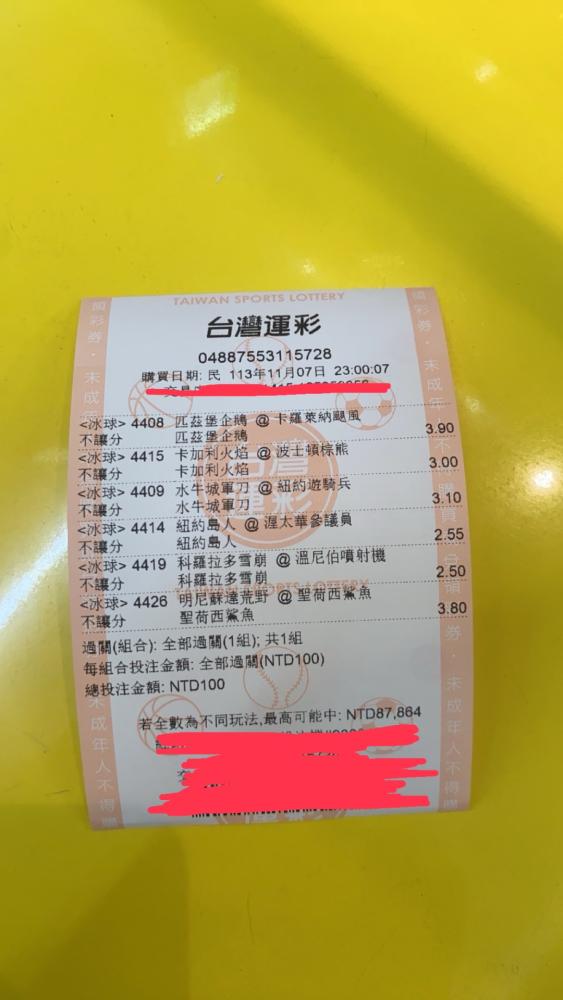 TAIWAN SPORTS LOTTERY
台灣運彩
04887553115728
購買日期: 民 113年11月07日 23:00:07
<冰球> 4408 匹茲堡企鵝 @ 卡羅萊納颶風
不讓分 匹茲堡企鵝 3.90
<冰球> 4415 卡加利火焰 @ 波士頓棕熊
不讓分 卡加利火焰 3.00
<冰球> 4409 水牛城軍刀 @ 紐約遊騎兵
不讓分 水牛城軍刀 3.10
<冰球> 4414 紐約島人 @ 渥太華參議員
不讓分 紐約島人 2.55
<冰球> 4419 科羅拉多雪崩 @ 溫尼伯噴射機
不讓分 科羅拉多雪崩 2.50
<冰球> 4426 明尼蘇達荒野 @ 聖荷西鯊魚
不讓分 聖荷西鯊魚 3.80
過關(組合): 全部過關(1組); 共1組
每組合投注金額: 全部過關(NTD100)
總投注金額: NTD100
若全數為不同玩法,最高可能中: NTD87,864